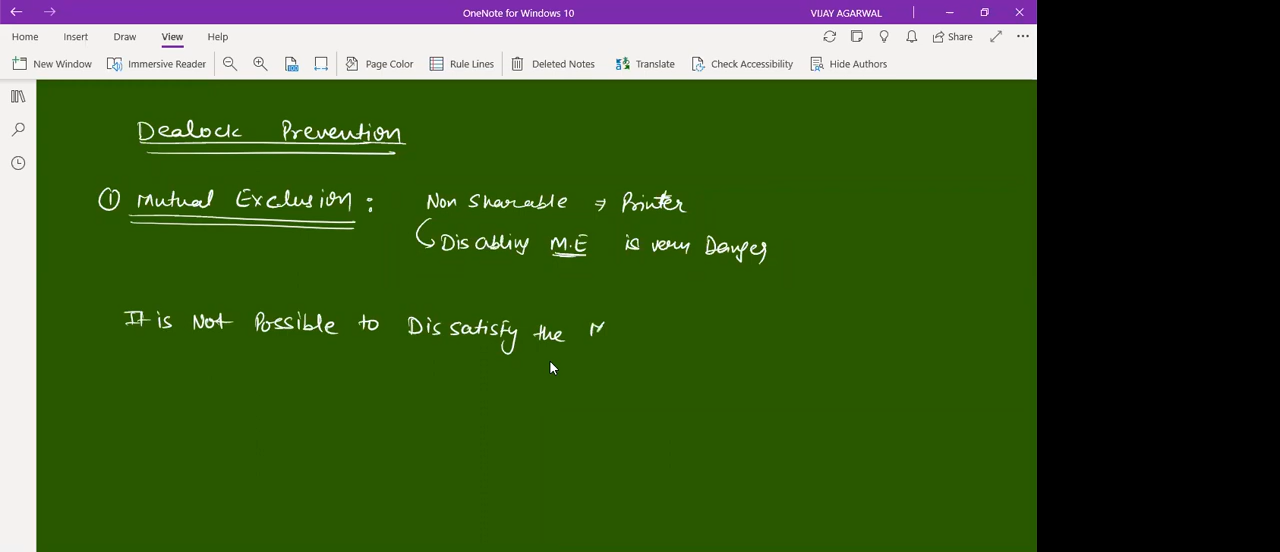 OneNote for Windows 10
VIJAY AGARWAL
Home Insert Draw View Help
Share
New Window Immersive Reader Page Color Rule Lines Deleted Notes Translate Check Accessibility Hide Authors
Dealock Prevention
① Mutual Exclusion : Non Sharable ⇒ Printer
Disabling M.E is very Danger
It is Not Possible to Dissatisfy the